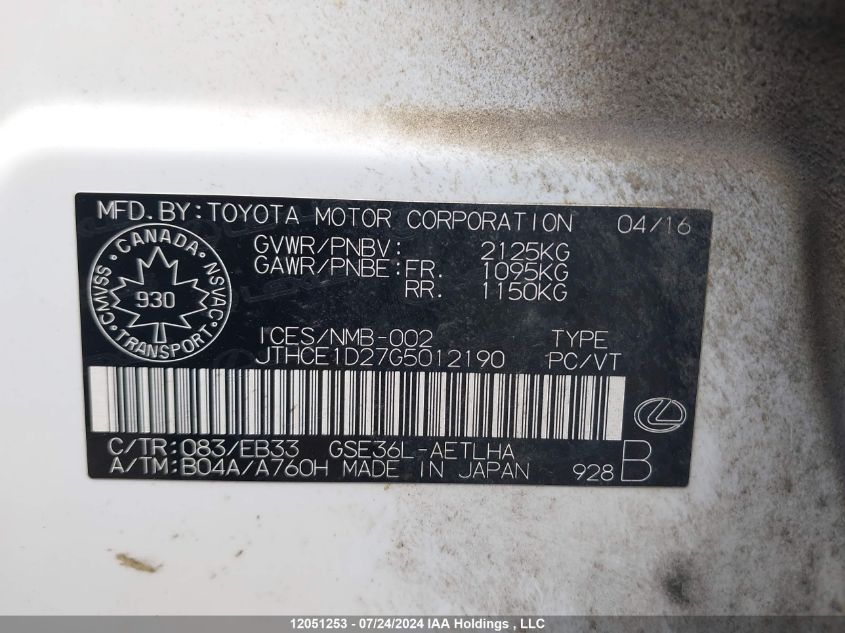 MFD.BY:TOYOTA MOTOR CORPORATION 04/16
GVWR/PNBV: 2125KG
GAWR/PNBE:FR. 1095KG
RR. 1150KG
CANADA
CMVSS NSVAC
930
TRANSPORT
ICES/NMB-002 TYPE
JTHCE1D27G5012190 PC/VT
C/TR:083/EB33 GSE36L-AETLHA
A/TM:B04A/A760H MADE IN JAPAN 928 B
12051253 - 07/24/2024 IAA Holdings , LLC